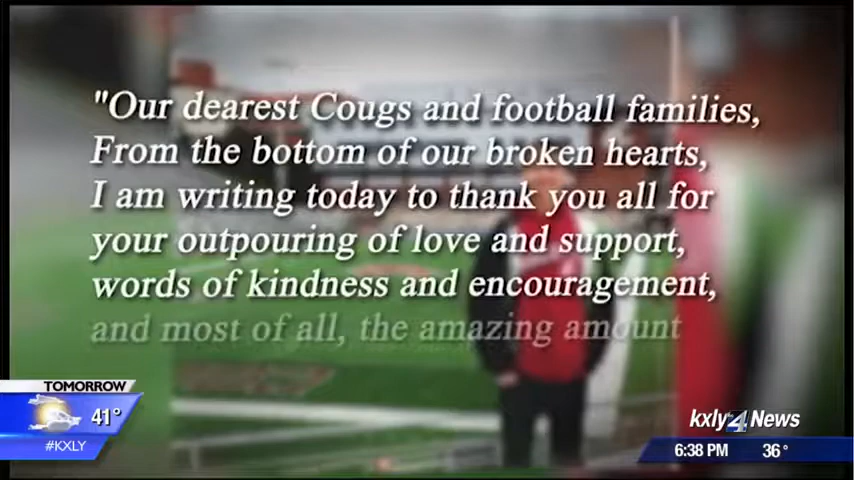 "Our dearest Cougs and football families,
From the bottom of our broken hearts,
I am writing today to thank you all for
your outpouring of love and support,
words of kindness and encouragement,
and most of all, the amazing amount
TOMORROW
41°
#KXLY
kxly 4 News
6:38 PM 36°